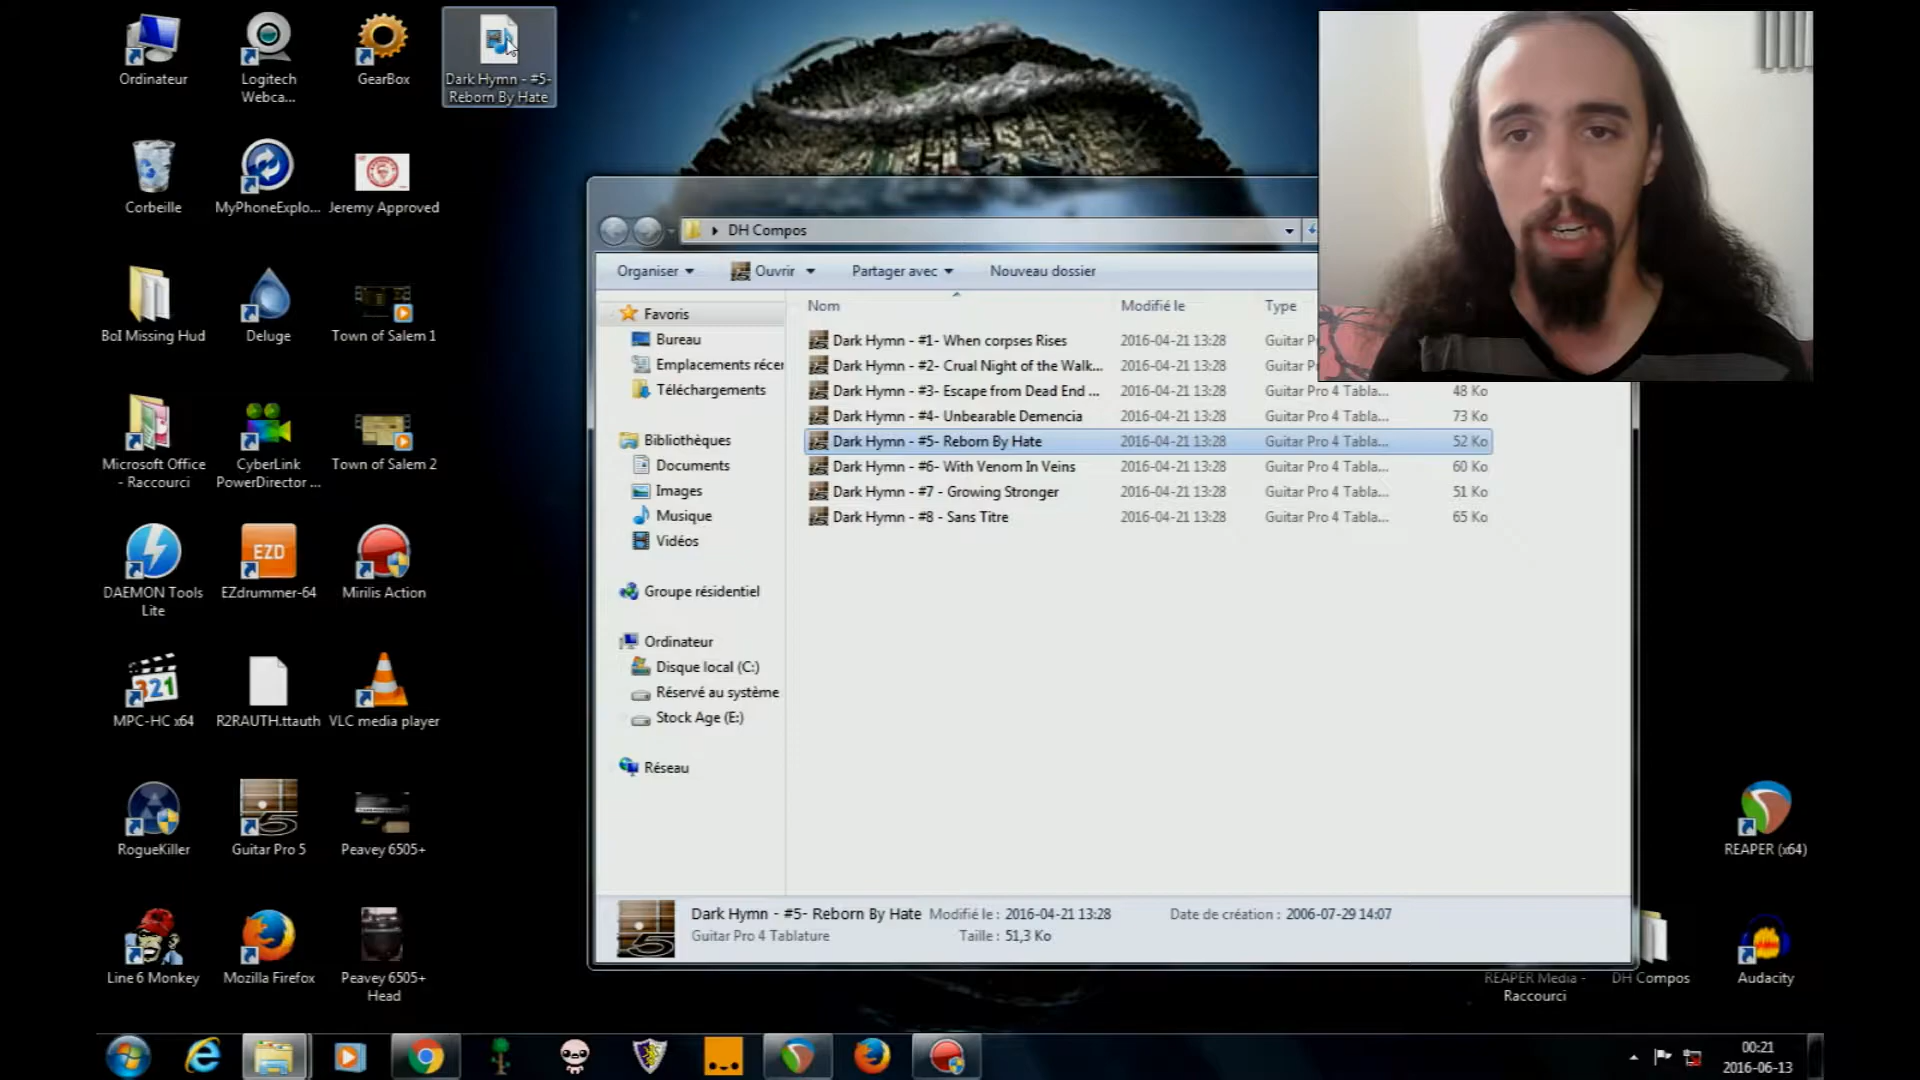 Ordinateur
Logitech
Webca...
GearBox
Dark Hymn - #5-
Reborn By Hate
Corbeille
MyPhoneExplo...
Jeremy Approved
BoI Missing Hud
Deluge
Town of Salem 1
Microsoft Office
- Raccourci
CyberLink
PowerDirector ...
Town of Salem 2
DAEMON Tools
Lite
EZD
EZdrummer-64
Mirilis Action
321
MPC-HC x64
R2RAUTH.ttauth
VLC media player
RogueKiller
5
Guitar Pro 5
Peavey 6505+
Line 6 Monkey
Mozilla Firefox
Peavey 6505+
Head
DH Compos
Organiser
Ouvrir
Partager avec
Nouveau dossier
Favoris
Bureau
Emplacements récer
Téléchargements
Bibliothèques
Documents
Images
Musique
Vidéos
Groupe résidentiel
Ordinateur
Disque local (C:)
Réservé au système
Stock Age (E:)
Réseau
Nom Modifié le Type
Dark Hymn - #1- When corpses Rises 2016-04-21 13:28 Guitar P
Dark Hymn - #2- Crual Night of the Walk... 2016-04-21 13:28 Guitar P
Dark Hymn - #3- Escape from Dead End ... 2016-04-21 13:28 Guitar Pro 4 Tabla... 48 Ko
Dark Hymn - #4- Unbearable Demencia 2016-04-21 13:28 Guitar Pro 4 Tabla... 73 Ko
Dark Hymn - #5- Reborn By Hate 2016-04-21 13:28 Guitar Pro 4 Tabla... 52 Ko
Dark Hymn - #6- With Venom In Veins 2016-04-21 13:28 Guitar Pro 4 Tabla... 60 Ko
Dark Hymn - #7 - Growing Stronger 2016-04-21 13:28 Guitar Pro 4 Tabla... 51 Ko
Dark Hymn - #8 - Sans Titre 2016-04-21 13:28 Guitar Pro 4 Tabla... 65 Ko
5
Dark Hymn - #5- Reborn By Hate Modifié le : 2016-04-21 13:28 Date de création : 2006-07-29 14:07
Guitar Pro 4 Tablature Taille : 51,3 Ko
REAPER (x64)
REAPER Media -
Raccourci
DH Compos
Audacity
00:21
2016-06-13